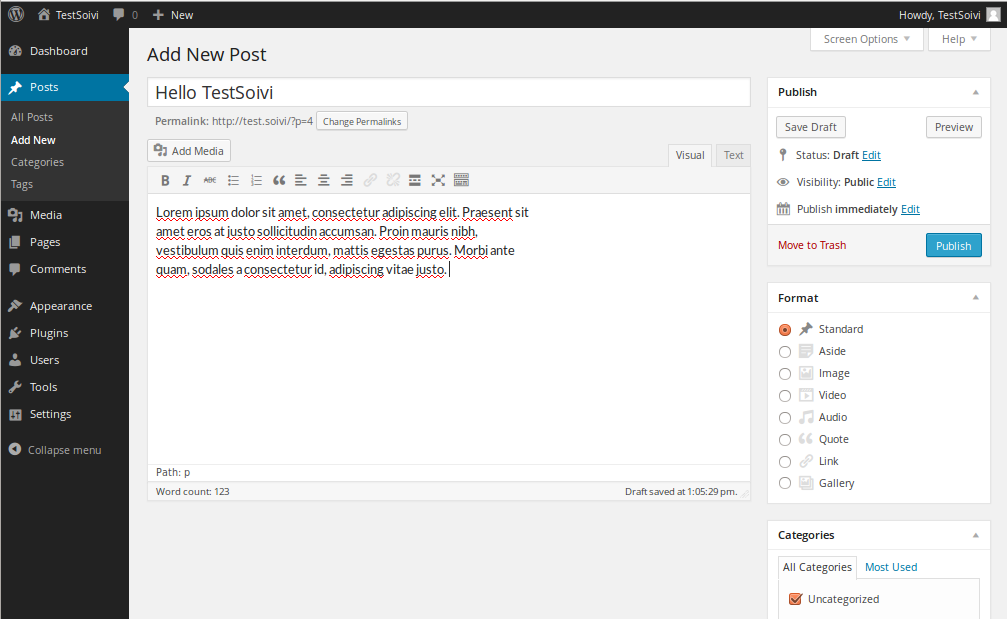 TestSoivi 0 New Howdy, TestSoivi
Dashboard
Posts
All Posts
Add New
Categories
Tags
Media
Pages
Comments
Appearance
Plugins
Users
Tools
Settings
Collapse menu
Screen Options Help
Add New Post
Hello TestSoivi
Permalink: http://test.soivi/?p=4 Change Permalinks
Add Media
Visual Text
B I ABC
Lorem ipsum dolor sit amet, consectetur adipiscing elit. Praesent sit
amet eros at justo sollicitudin accumsan. Proin mauris nibh,
vestibulum quis enim interdum, mattis egestas purus. Morbi ante
quam, sodales a consectetur id, adipiscing vitae justo.
Path: p
Word count: 123 Draft saved at 1:05:29 pm.
Publish
Save Draft Preview
Status: Draft Edit
Visibility: Public Edit
Publish immediately Edit
Move to Trash Publish
Format
Standard
Aside
Image
Video
Audio
Quote
Link
Gallery
Categories
All Categories Most Used
Uncategorized